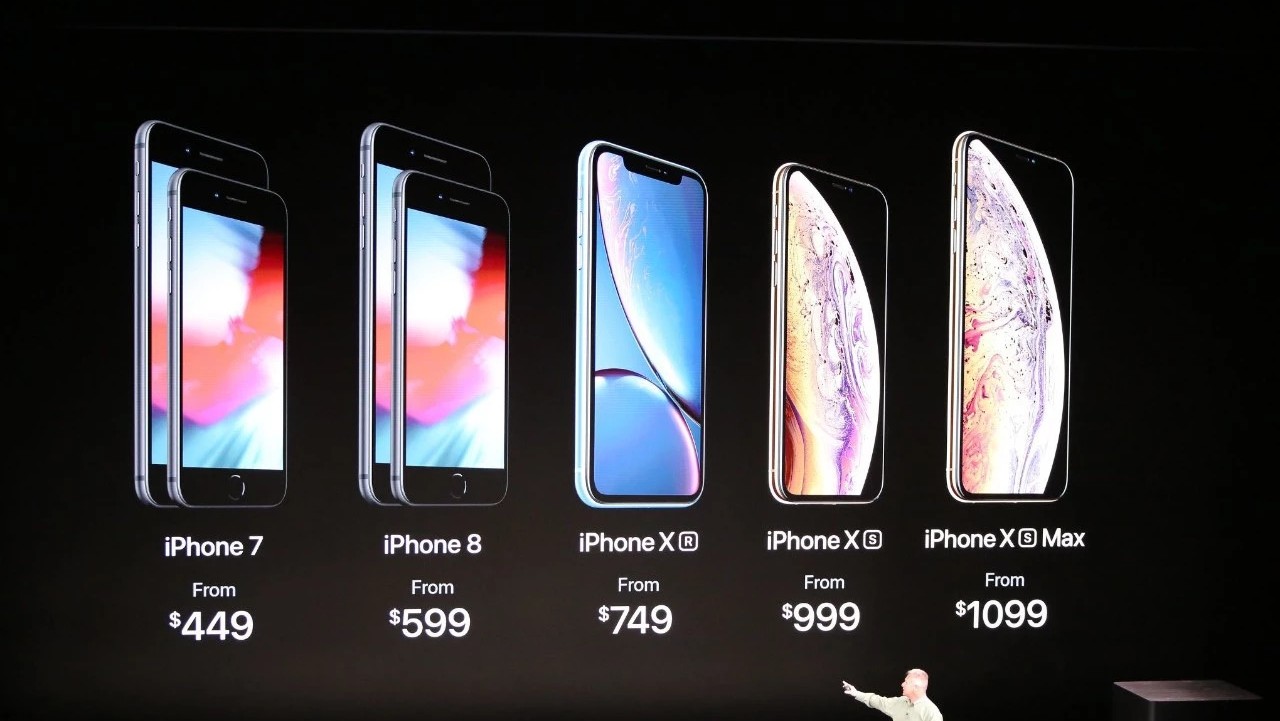 iPhone 7
From
$449
iPhone 8
From
$599
iPhone XR
From
$749
iPhone XS
From
$999
iPhone XS Max
From
$1099